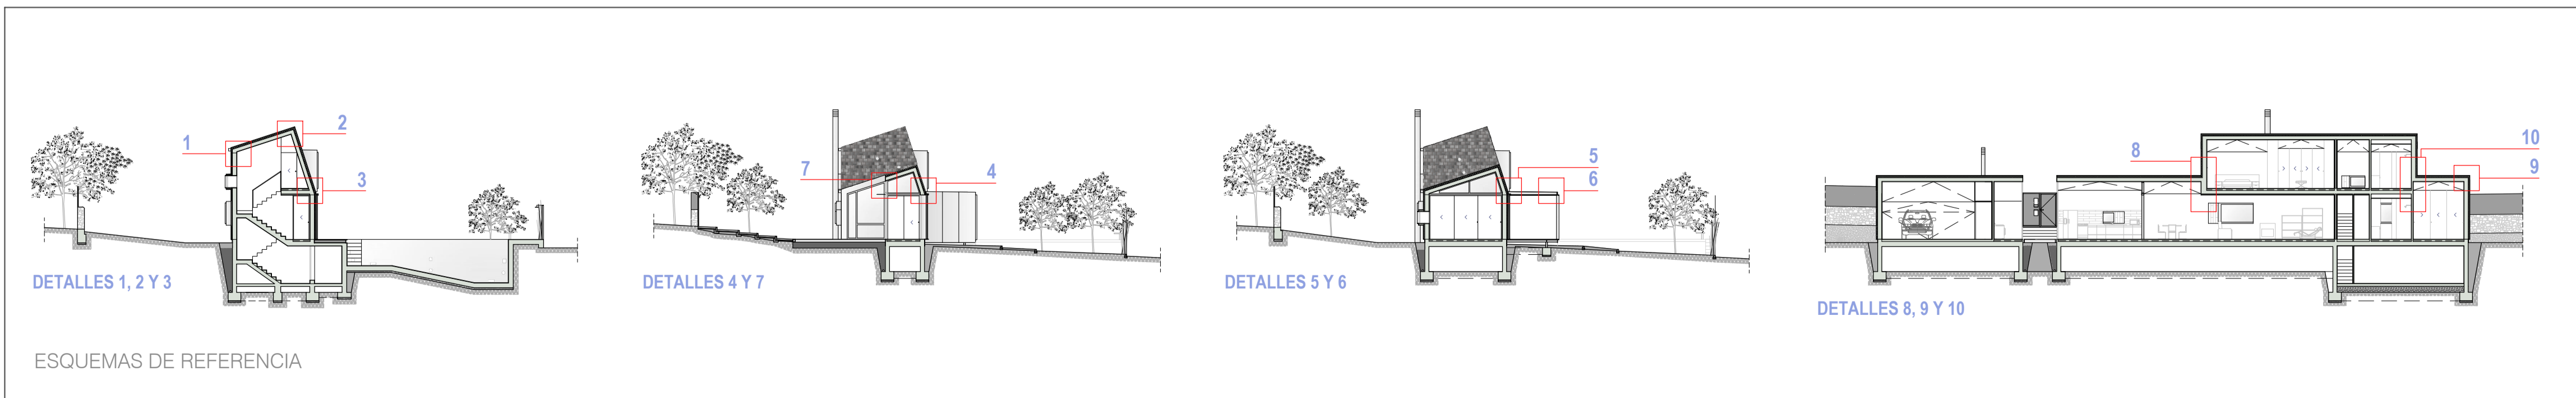 1
2
3
DETALLES 1, 2 Y 3
7
4
DETALLES 4 Y 7
5
6
DETALLES 5 Y 6
8
10
9
DETALLES 8, 9 Y 10
ESQUEMAS DE REFERENCIA